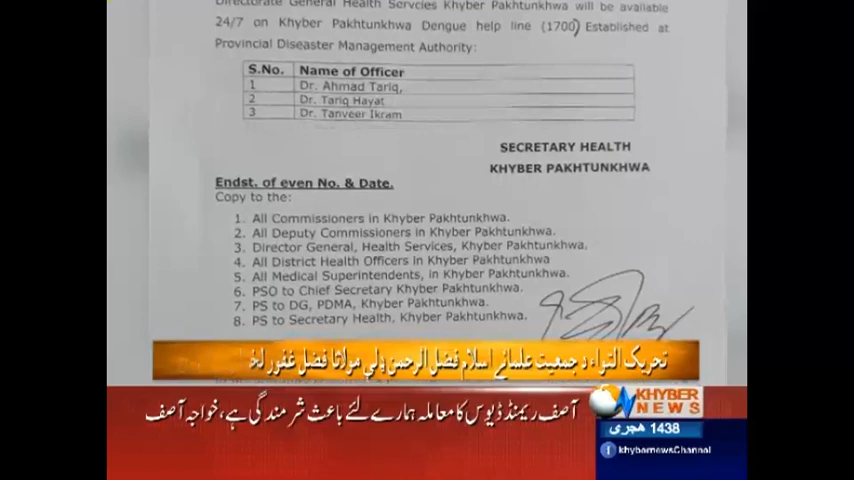 Directorate General Health Servcies Khyber Pakhtunkhwa will be available
24/7 on Khyber Pakhtunkhwa Dengue help line (1700) Established at
Provincial Disaster Management Authority:
S.No. Name of Officer
1 Dr. Ahmad Tariq,
2 Dr. Tariq Hayat
3 Dr. Tanveer Ikram
SECRETARY HEALTH
KHYBER PAKHTUNKHWA
Endst. of even No. & Date.
Copy to the:
1. All Commissioners in Khyber Pakhtunkhwa.
2. All Deputy Commissioners in Khyber Pakhtunkhwa.
3. Director General, Health Services, Khyber Pakhtunkhwa.
4. All District Health Officers in Khyber Pakhtunkhwa
5. All Medical Superintendents, in Khyber Pakhtunkhwa.
6. PSO to Chief Secretary Khyber Pakhtunkhwa.
7. PS to DG, PDMA, Khyber Pakhtunkhwa.
8. PS to Secretary Health, Khyber Pakhtunkhwa.
تحریک التواء د جمعیت علمائے اسلام فضل الرحمن ډلې مولانا فضل غفور
آصف ریمنڈ ڈیوس کا معاملہ ہمارے لئے باعث شرمندگی ہے، خواجہ آصف
KHYBER
NEWS
1438 هجري
khybernewsChannel